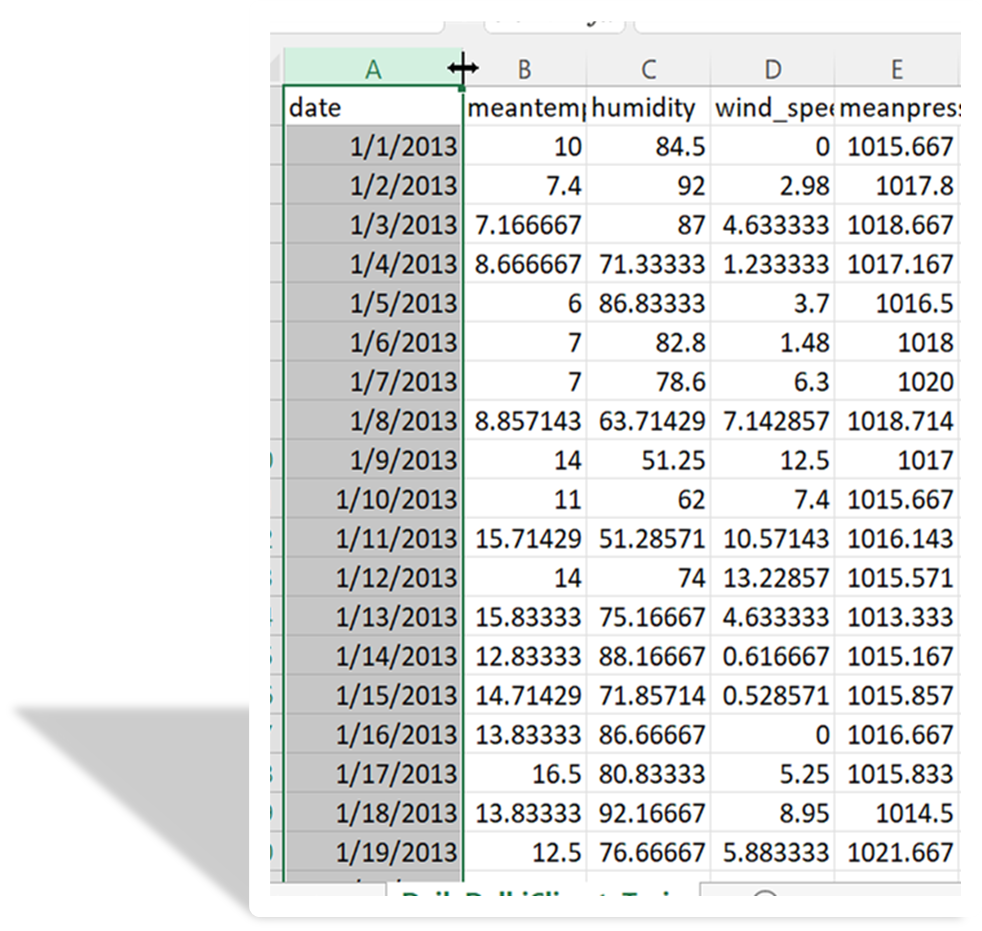 A B C D E
date meantemp humidity wind_spee meanpres
1/1/2013 10 84.5 0 1015.667
1/2/2013 7.4 92 2.98 1017.8
1/3/2013 7.166667 87 4.633333 1018.667
1/4/2013 8.666667 71.33333 1.233333 1017.167
1/5/2013 6 86.83333 3.7 1016.5
1/6/2013 7 82.8 1.48 1018
1/7/2013 7 78.6 6.3 1020
1/8/2013 8.857143 63.71429 7.142857 1018.714
1/9/2013 14 51.25 12.5 1017
1/10/2013 11 62 7.4 1015.667
1/11/2013 15.71429 51.28571 10.57143 1016.143
1/12/2013 14 74 13.22857 1015.571
1/13/2013 15.83333 75.16667 4.633333 1013.333
1/14/2013 12.83333 88.16667 0.616667 1015.167
1/15/2013 14.71429 71.85714 0.528571 1015.857
1/16/2013 13.83333 86.66667 0 1016.667
1/17/2013 16.5 80.83333 5.25 1015.833
1/18/2013 13.83333 92.16667 8.95 1014.5
1/19/2013 12.5 76.66667 5.883333 1021.667